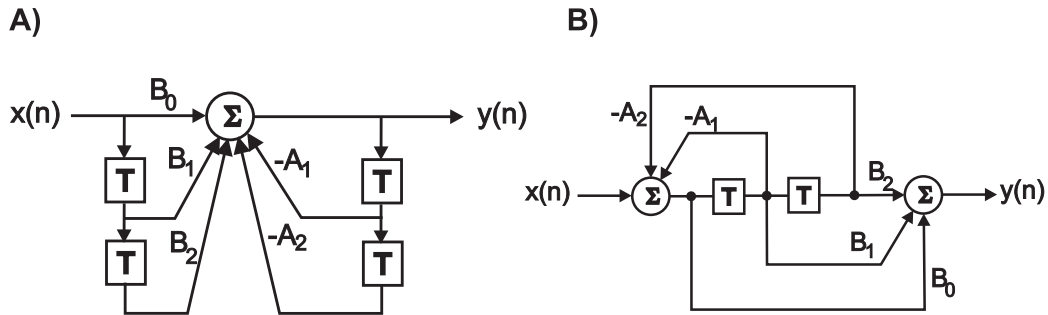 A)
B)
x(n)
B0
Σ
y(n)
T
B1
-A1
T
T
B2
-A2
T
-A2
-A1
x(n)
Σ
T
T
B2
Σ
y(n)
B1
B0